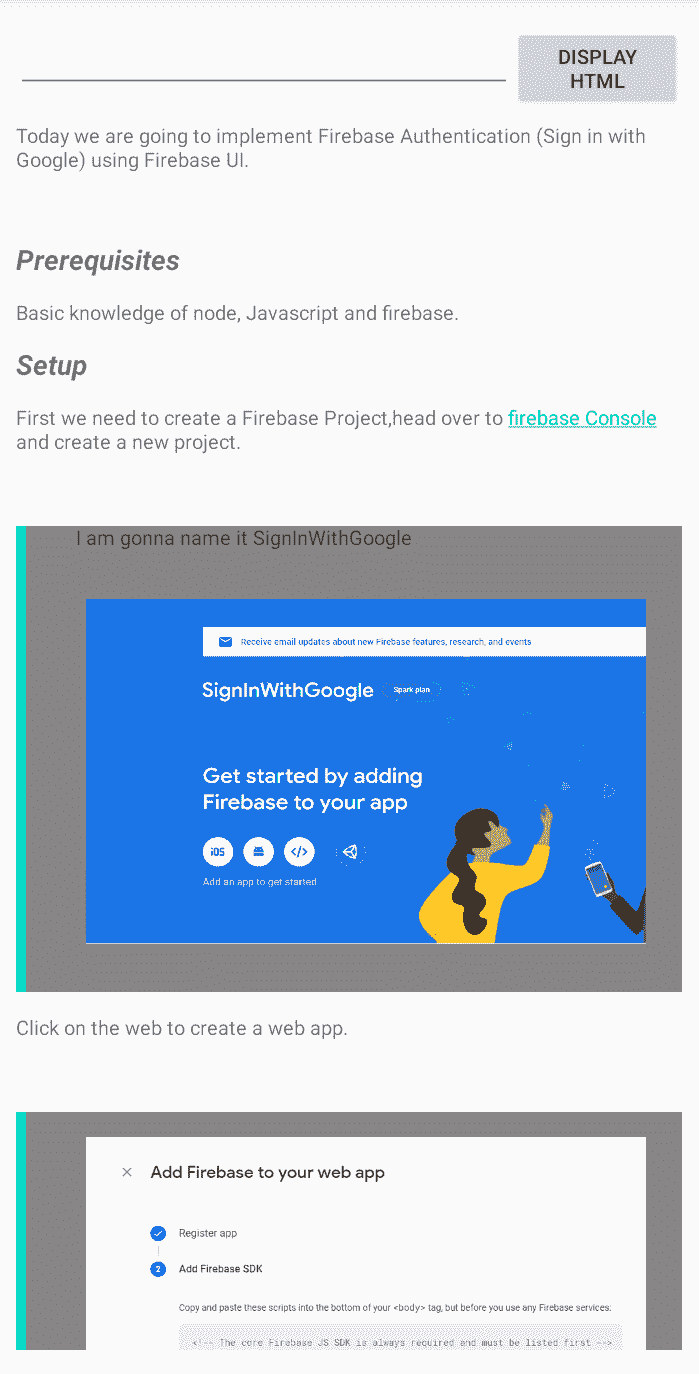 DISPLAY
HTML
Today we are going to implement Firebase Authentication (Sign in with
Google) using Firebase UI.
Prerequisites
Basic knowledge of node, Javascript and firebase.
Setup
First we need to create a Firebase Project,head over to firebase Console
and create a new project.
I am gonna name it SignInWithGoogle
Receive email updates about new Firebase features, research, and events
SignInWithGoogle Spark plan
Get started by adding
Firebase to your app
iOS
</>
Add an app to get started
Click on the web to create a web app.
Add Firebase to your web app
Register app
2 Add Firebase SDK
Copy and paste these scripts into the bottom of your <body> tag, but before you use any Firebase services:
<!-- The core Firebase JS SDK is always required and must be listed first -->